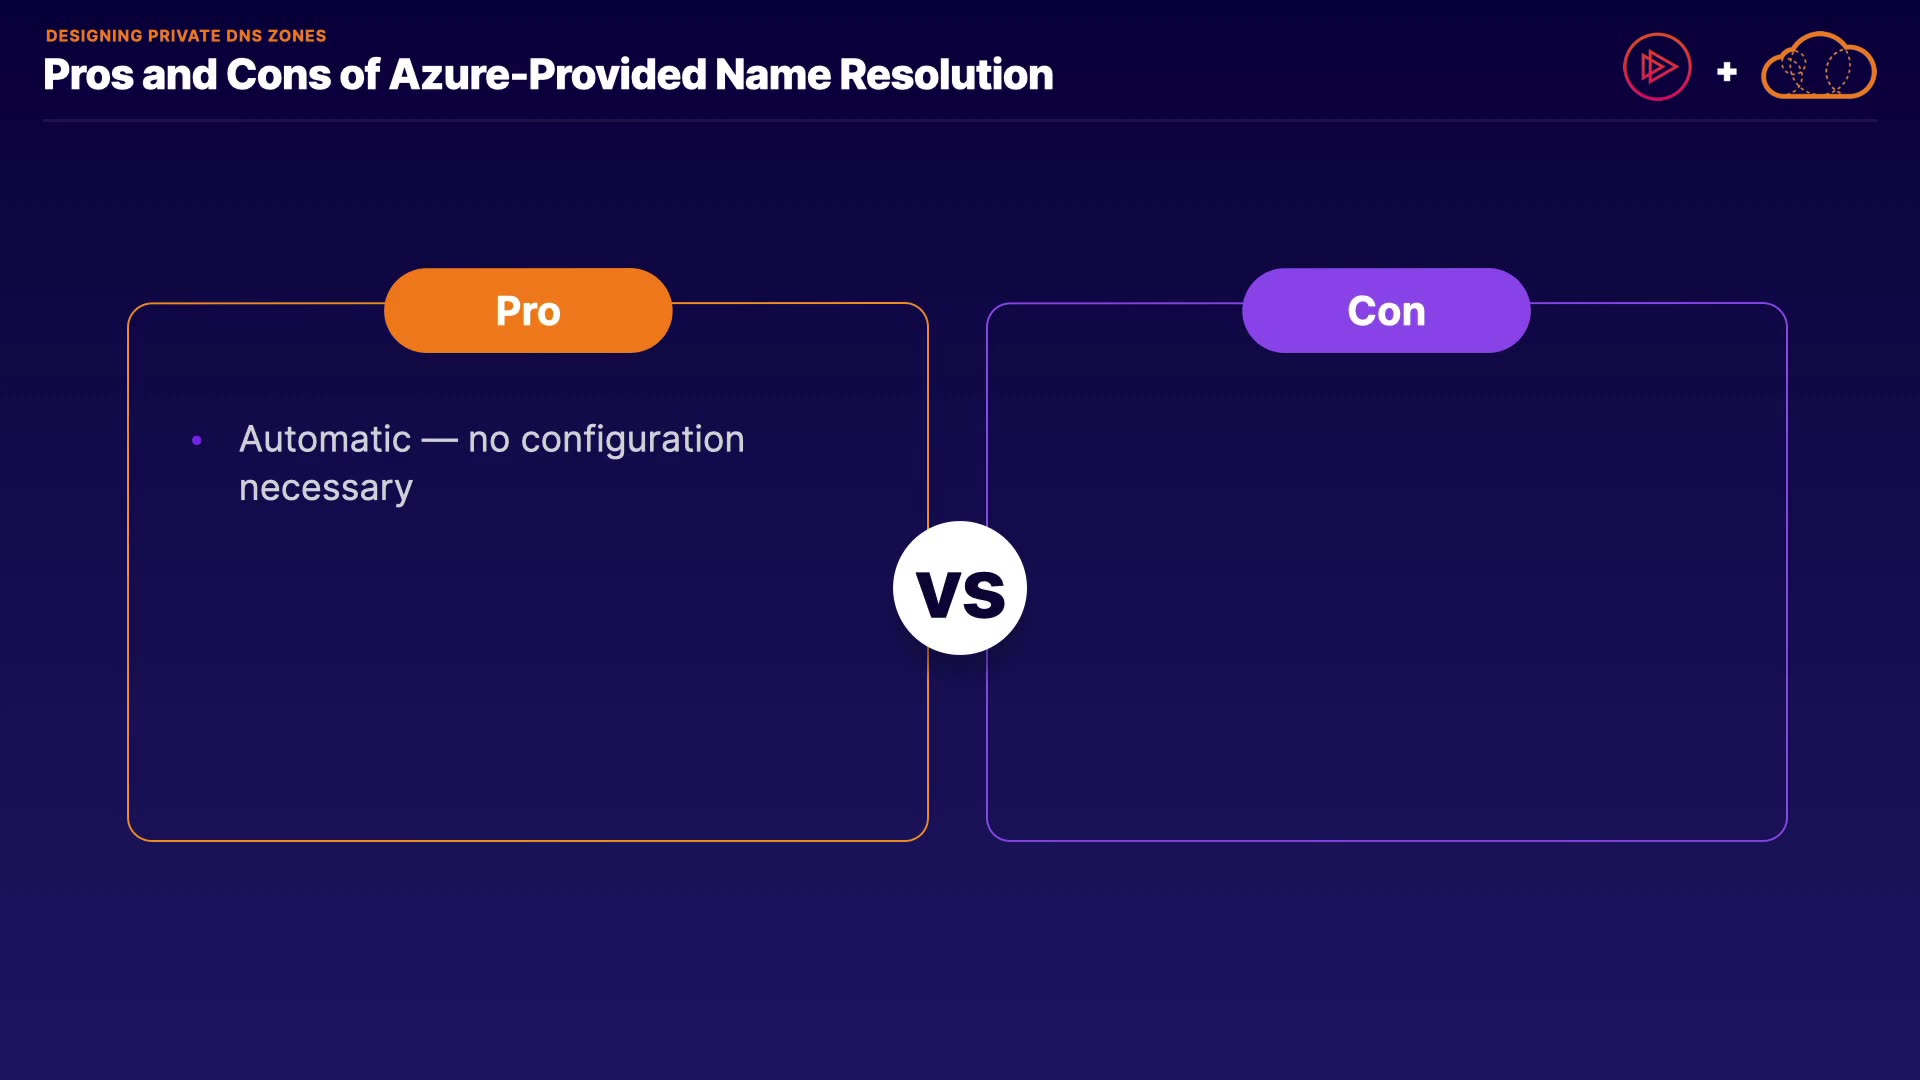 DESIGNING PRIVATE DNS ZONES
Pros and Cons of Azure-Provided Name Resolution
Pro
• Automatic — no configuration
necessary
VS
Con